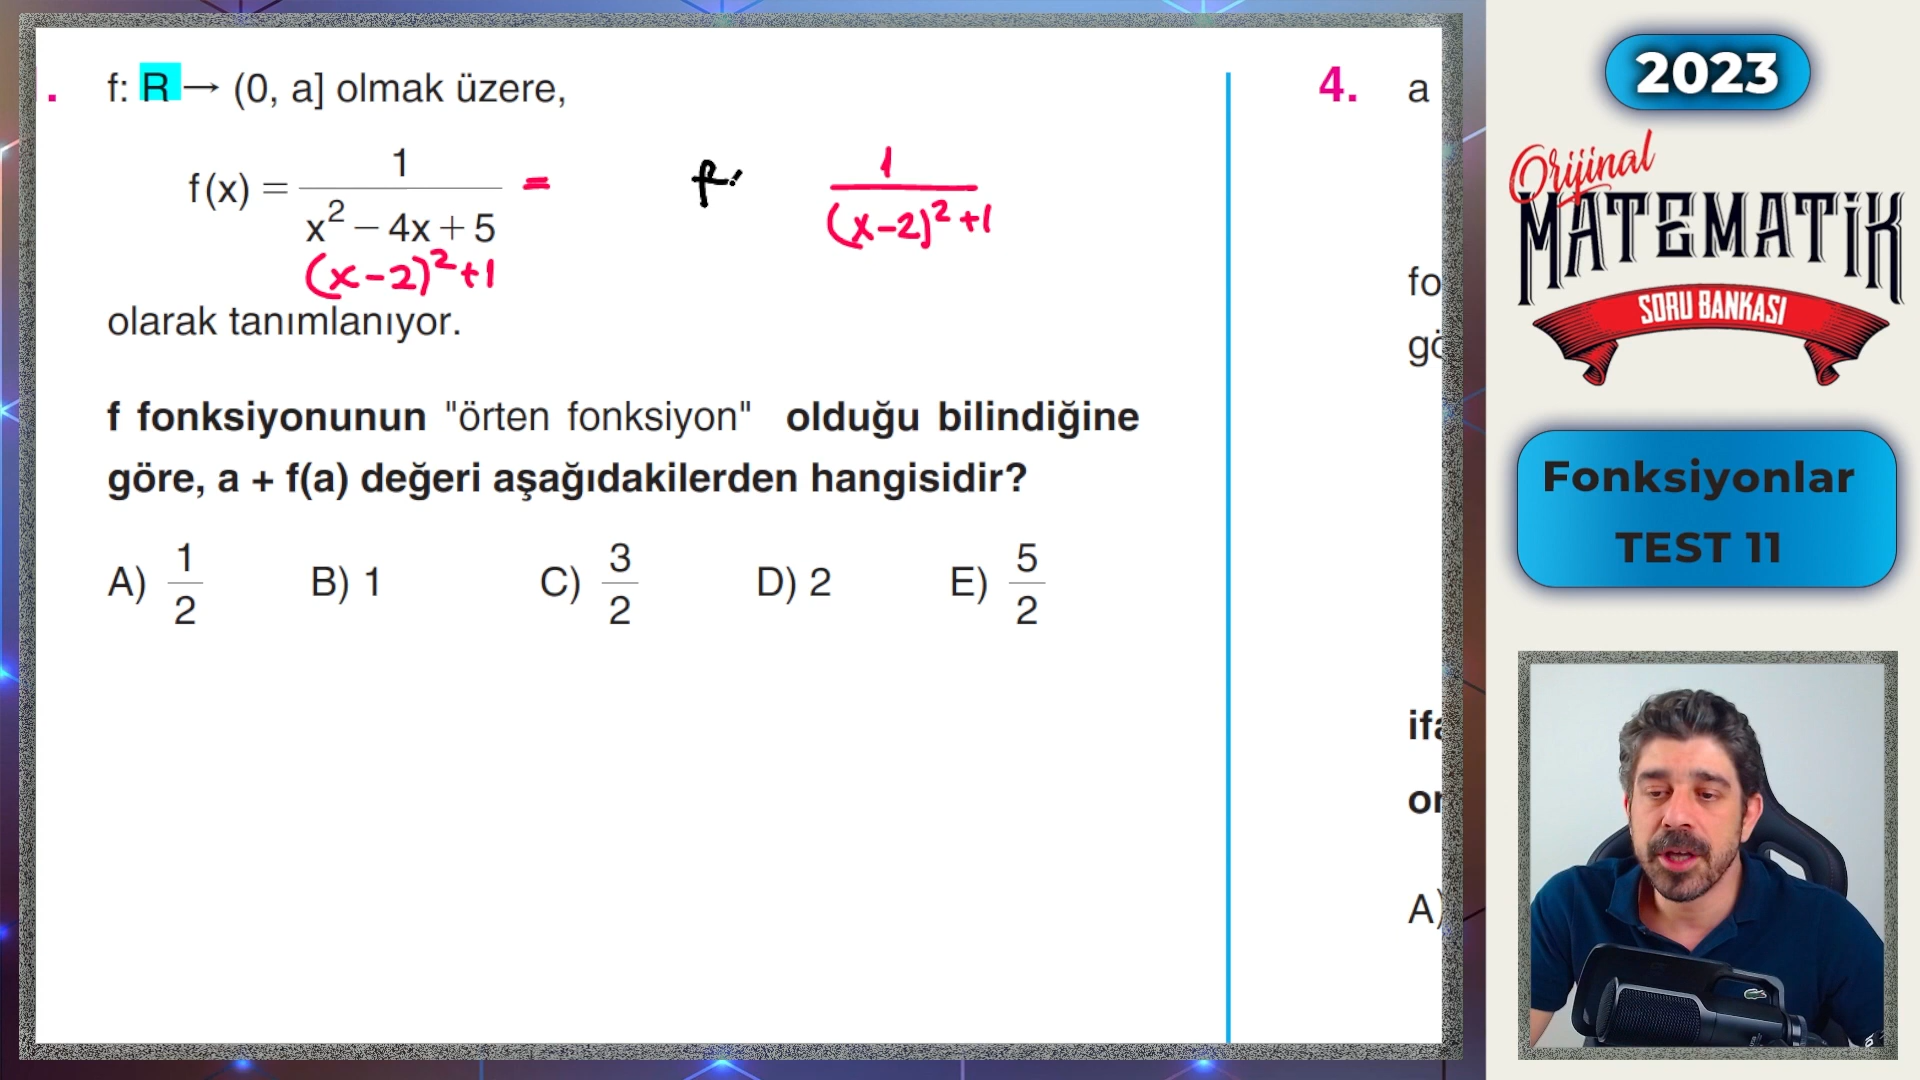 . f: R → (0, a] olmak üzere,
f(x) = 1 / (x² – 4x + 5) =
(x-2)²+1
f:
1 / ((x-2)²+1)
olarak tanımlanıyor.
f fonksiyonunun "örten fonksiyon" olduğu bilindiğine
göre, a + f(a) değeri aşağıdakilerden hangisidir?
A) 1/2 B) 1 C) 3/2 D) 2 E) 5/2
4. a
fo
gö
ifa
A)
2023
Orijinal
MATEMATİK
SORU BANKASI
Fonksiyonlar
TEST 11